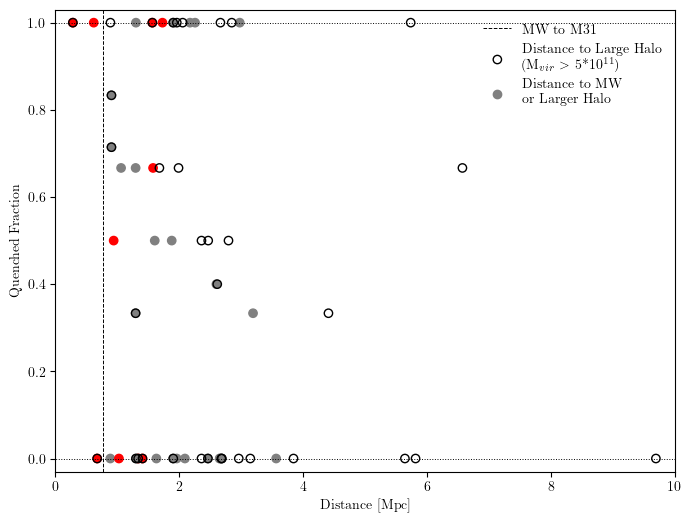 MW to M31
Distance to Large Halo
(M_vir > 5*10^11)
Distance to MW
or Larger Halo
1.0
0.8
0.6
0.4
0.2
0.0
Quenched Fraction
0 2 4 6 8 10
Distance [Mpc]